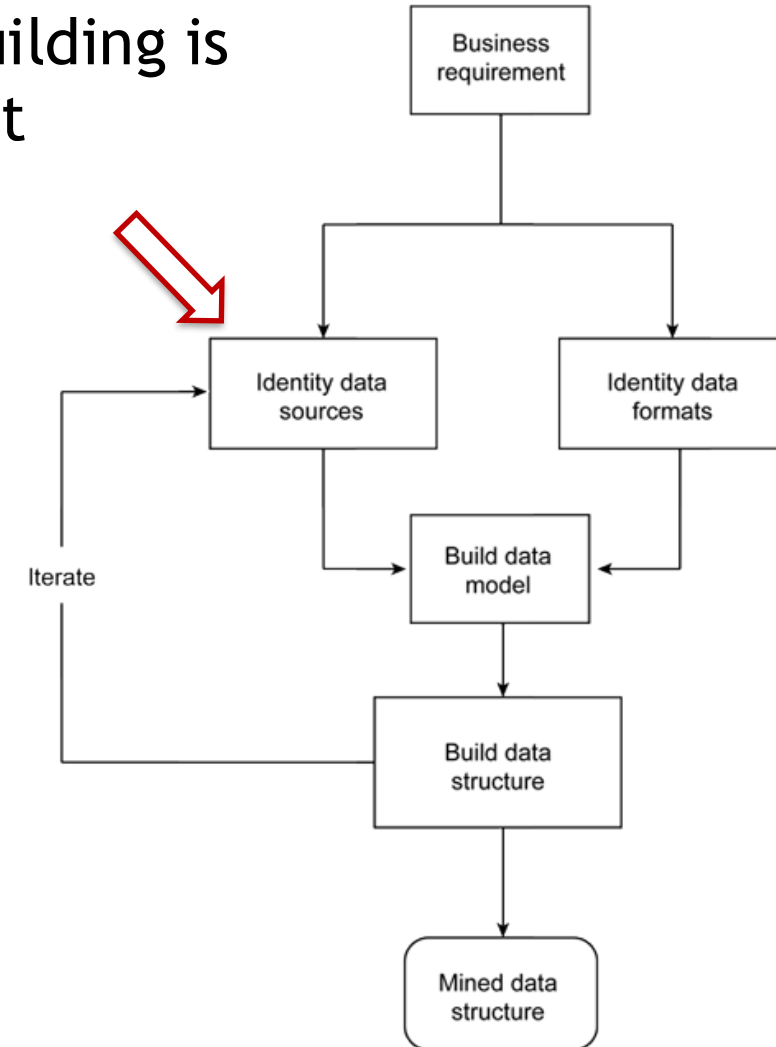 uilding is
t
Business
requirement
Identity data
sources
Identity data
formats
Build data
model
Iterate
Build data
structure
Mined data
structure